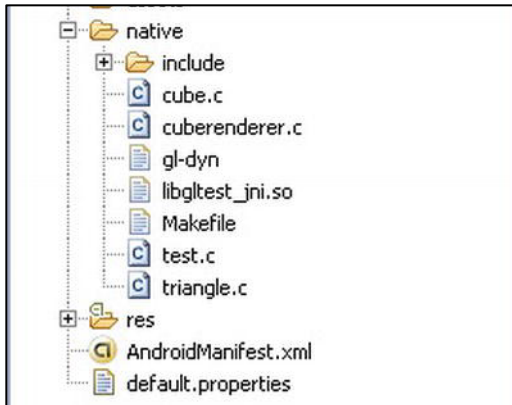 native
include
cube.c
cuberenderer.c
gl-dyn
libgltest_jni.so
Makefile
test.c
triangle.c
res
AndroidManifest.xml
default.properties